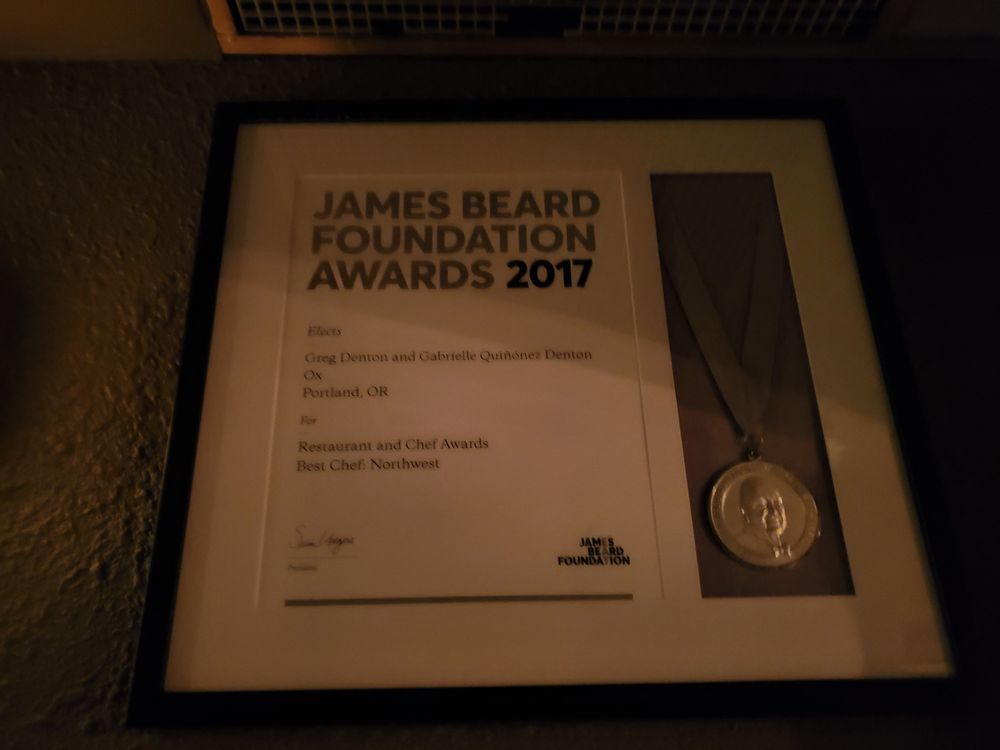 JAMES BEARD
FOUNDATION
AWARDS 2017
Elects
Greg Denton and Gabrielle Quiñónez Denton
Ox
Portland, OR
For
Restaurant and Chef Awards
Best Chef: Northwest
President
JAMES
BEARD
FOUNDATION